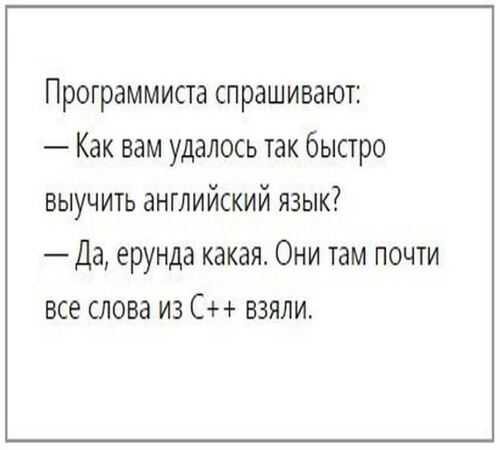 Программиста спрашивают:
— Как вам удалось так быстро
выучить английский язык?
— Да, ерунда какая. Они там почти
все слова из С++ взяли.